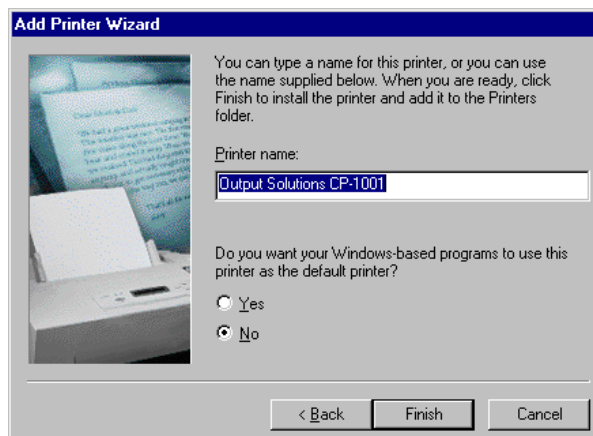 Add Printer Wizard
You can type a name for this printer, or you can use
the name supplied below. When you are ready, click
Finish to install the printer and add it to the Printers
folder.
Printer name:
Output Solutions CP-1001
Do you want your Windows-based programs to use this
printer as the default printer?
Yes
No
< Back
Finish
Cancel